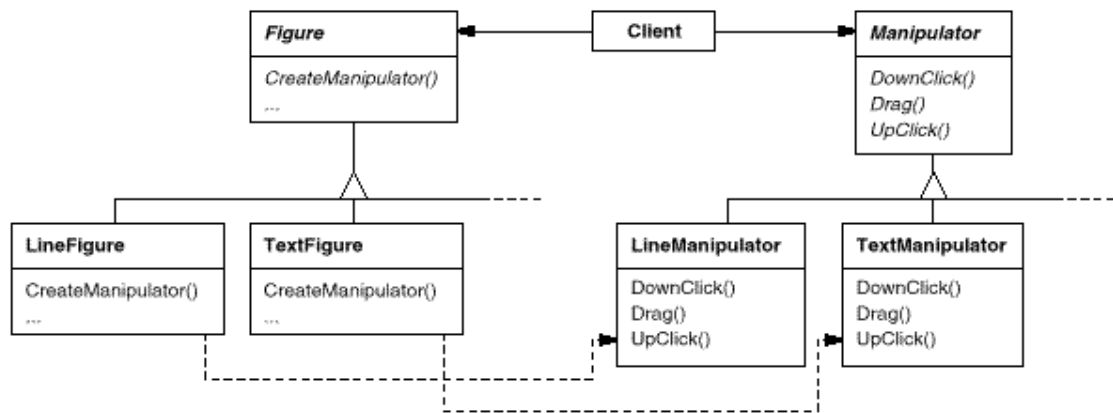 Figure
CreateManipulator()
...
Client
Manipulator
DownClick()
Drag()
UpClick()
LineFigure
CreateManipulator()
...
TextFigure
CreateManipulator()
...
LineManipulator
DownClick()
Drag()
UpClick()
TextManipulator
DownClick()
Drag()
UpClick()